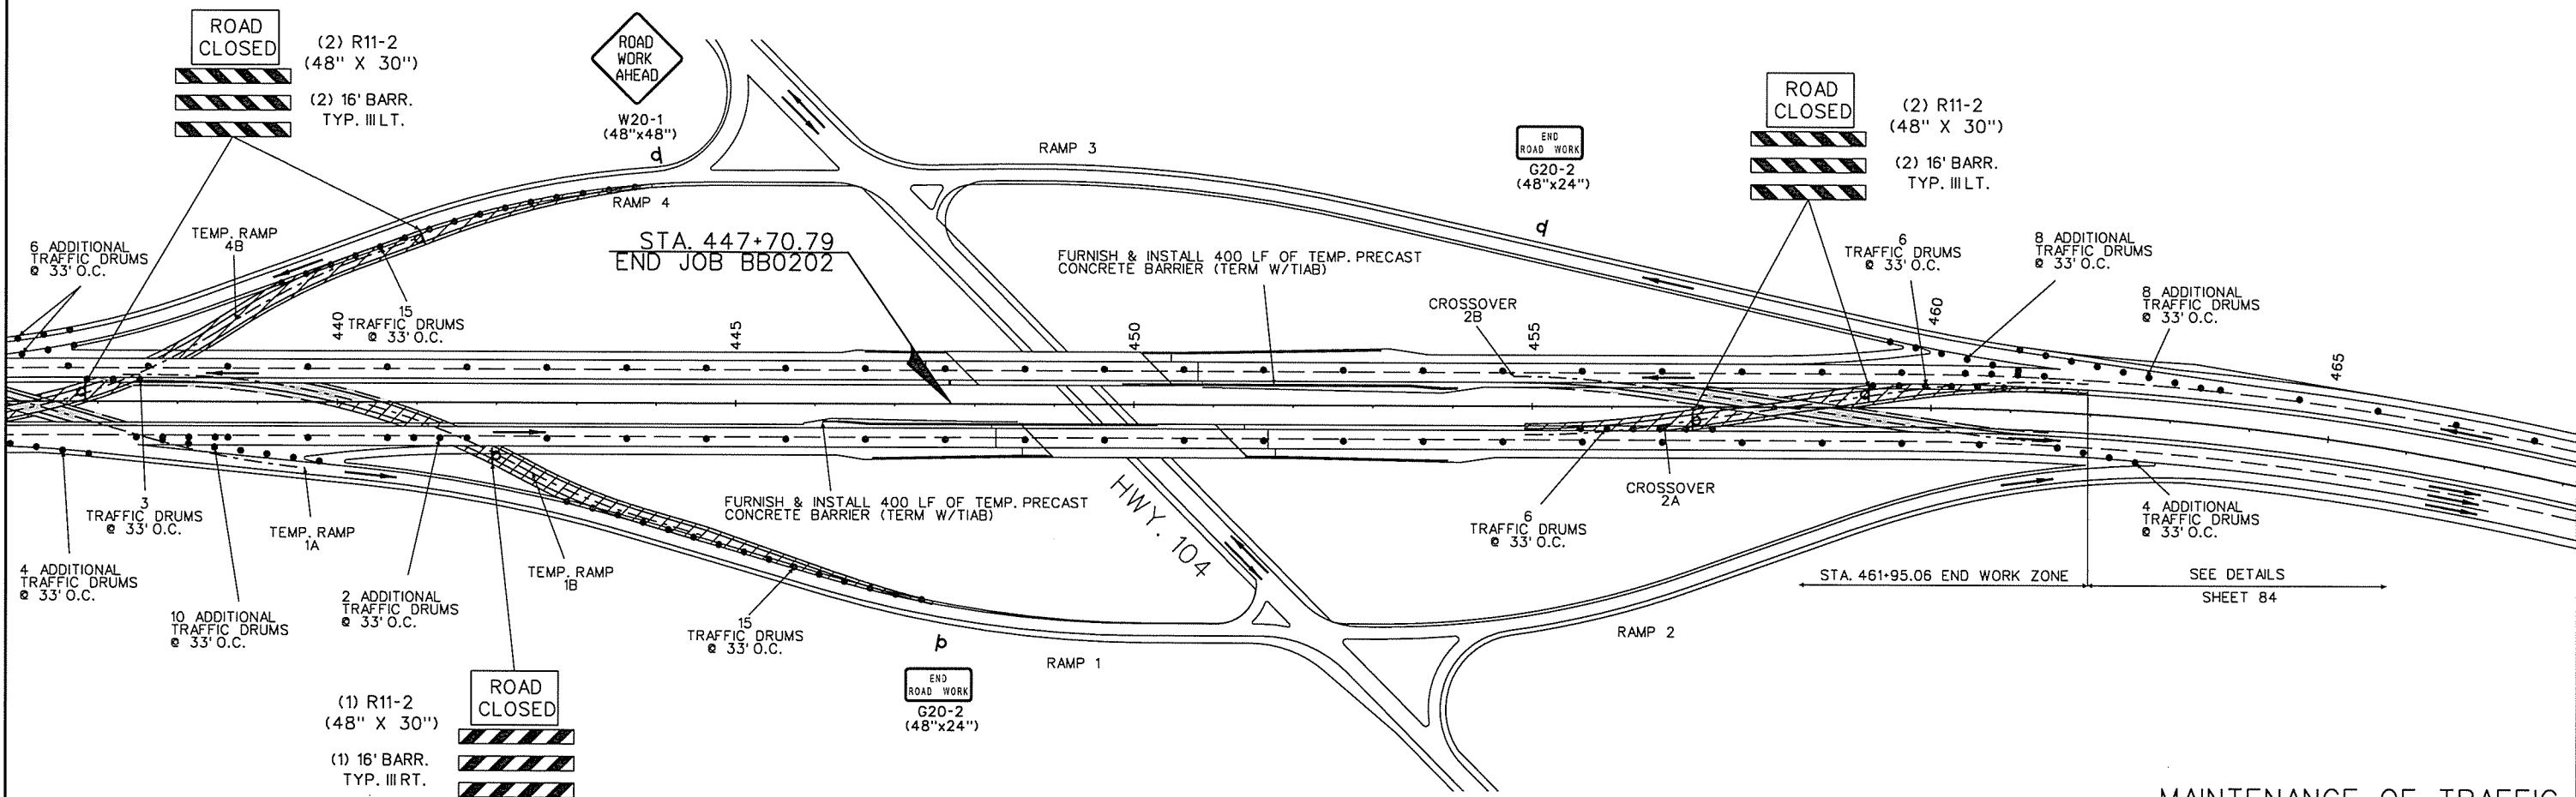 ROAD
CLOSED
(2) R11-2
(48" X 30")
(2) 16' BARR.
TYP. III LT.
ROAD
WORK
AHEAD
W20-1
(48"x48")
d
RAMP 4
RAMP 3
END
ROAD WORK
G20-2
(48"x24")
d
ROAD
CLOSED
(2) R11-2
(48" X 30")
(2) 16' BARR.
TYP. III LT.
6 ADDITIONAL
TRAFFIC DRUMS
@ 33' O.C.
TEMP. RAMP
4B
15
TRAFFIC DRUMS
@ 33' O.C.
STA. 447+70.79
END JOB BB0202
FURNISH & INSTALL 400 LF OF TEMP. PRECAST
CONCRETE BARRIER (TERM W/TIAB)
CROSSOVER
2B
6
TRAFFIC DRUMS
@ 33' O.C.
8 ADDITIONAL
TRAFFIC DRUMS
@ 33' O.C.
8 ADDITIONAL
TRAFFIC DRUMS
@ 33' O.C.
440
445
450
455
460
465
3
TRAFFIC DRUMS
@ 33' O.C.
4 ADDITIONAL
TRAFFIC DRUMS
@ 33' O.C.
10 ADDITIONAL
TRAFFIC DRUMS
@ 33' O.C.
TEMP. RAMP
1A
2 ADDITIONAL
TRAFFIC DRUMS
@ 33' O.C.
TEMP. RAMP
1B
FURNISH & INSTALL 400 LF OF TEMP. PRECAST
CONCRETE BARRIER (TERM W/TIAB)
15
TRAFFIC DRUMS
@ 33' O.C.
HWY. 104
6
TRAFFIC DRUMS
@ 33' O.C.
CROSSOVER
2A
4 ADDITIONAL
TRAFFIC DRUMS
@ 33' O.C.
STA. 461+95.06 END WORK ZONE
SEE DETAILS
SHEET 84
RAMP 1
RAMP 2
p
END
ROAD WORK
G20-2
(48"x24")
(1) R11-2
(48" X 30")
(1) 16' BARR.
TYP. III RT.
ROAD
CLOSED
MAINTENANCE OF TRAFFIC